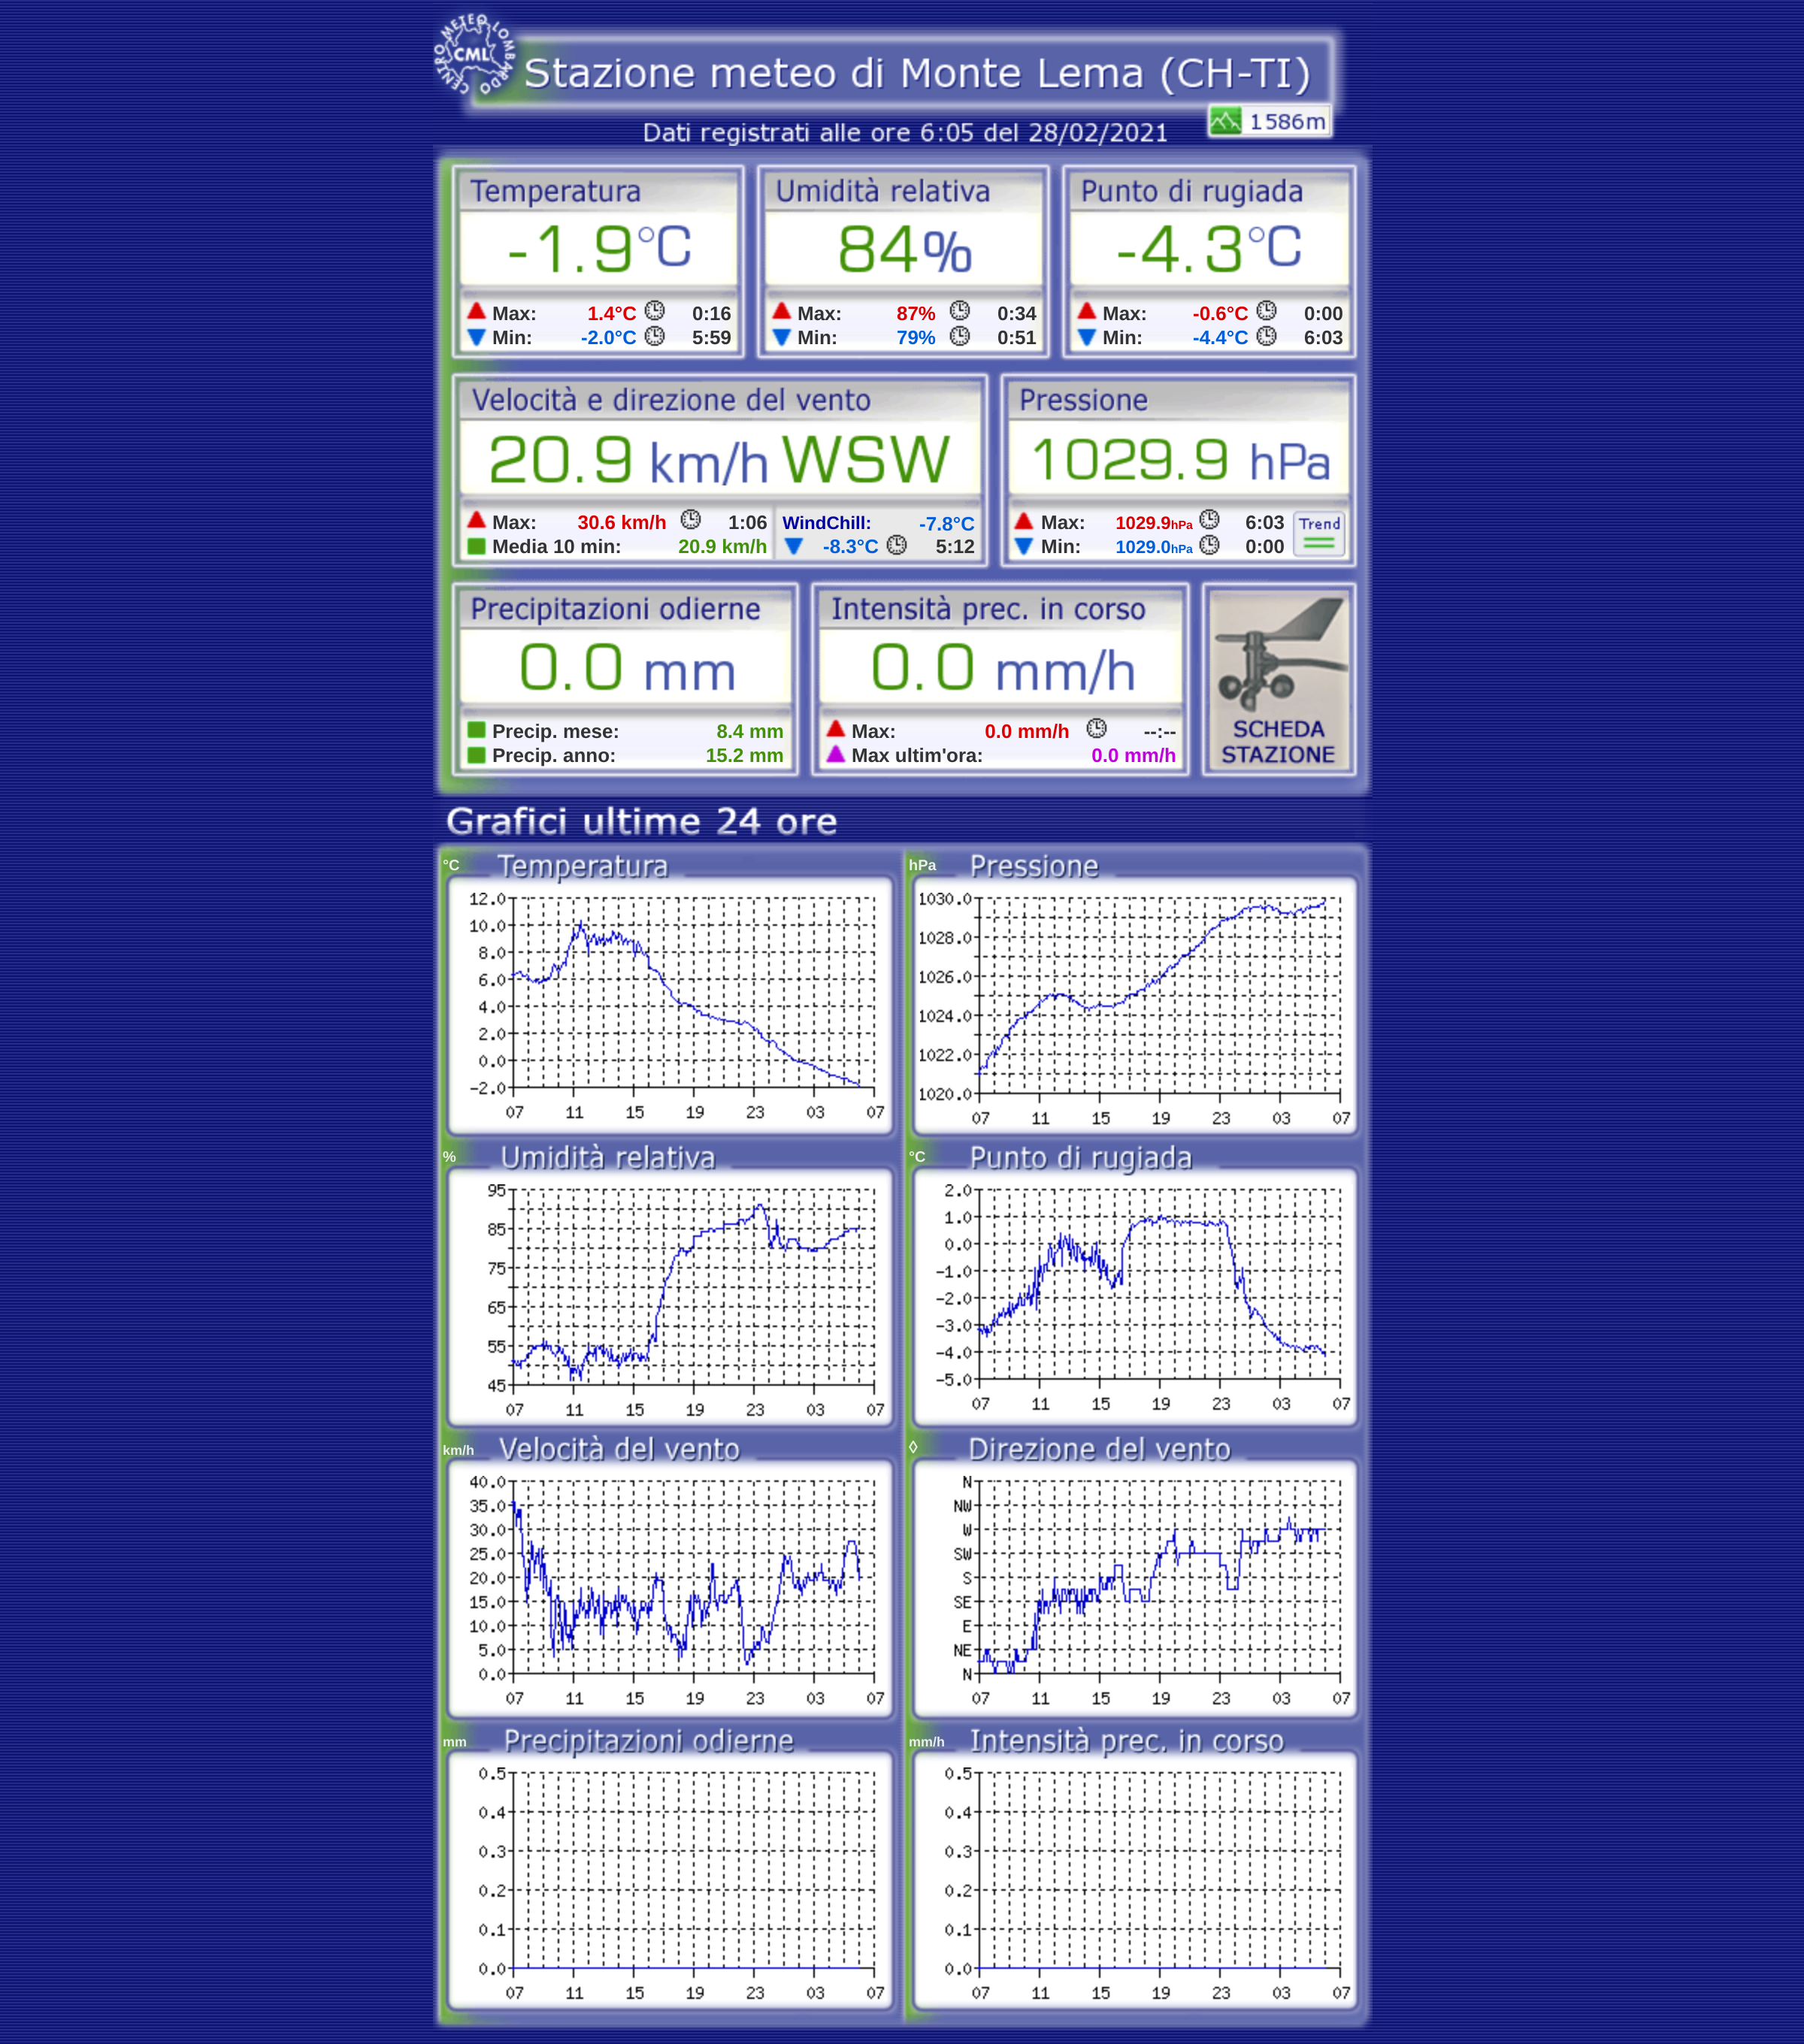 CENTRO METEO LOMBARDO
CML
Stazione meteo di Monte Lema (CH-TI)
1586m
Dati registrati alle ore 6:05 del 28/02/2021
Temperatura
-1.9°C
Max: 1.4°C 0:16
Min: -2.0°C 5:59
Umidità relativa
84%
Max: 87% 0:34
Min: 79% 0:51
Punto di rugiada
-4.3°C
Max: -0.6°C 0:00
Min: -4.4°C 6:03
Velocità e direzione del vento
20.9 km/h WSW
Max: 30.6 km/h 1:06
Media 10 min: 20.9 km/h
WindChill: -7.8°C
-8.3°C 5:12
Pressione
1029.9 hPa
Max: 1029.9hPa 6:03
Min: 1029.0hPa 0:00
Trend
Precipitazioni odierne
0.0 mm
Precip. mese: 8.4 mm
Precip. anno: 15.2 mm
Intensità prec. in corso
0.0 mm/h
Max: 0.0 mm/h --:--
Max ultim'ora: 0.0 mm/h
SCHEDA
STAZIONE
Grafici ultime 24 ore
°C Temperatura
12.0
10.0
8.0
6.0
4.0
2.0
0.0
-2.0
07 11 15 19 23 03 07
hPa Pressione
1030.0
1028.0
1026.0
1024.0
1022.0
1020.0
07 11 15 19 23 03 07
% Umidità relativa
95
85
75
65
55
45
07 11 15 19 23 03 07
°C Punto di rugiada
2.0
1.0
0.0
-1.0
-2.0
-3.0
-4.0
-5.0
07 11 15 19 23 03 07
km/h Velocità del vento
40.0
35.0
30.0
25.0
20.0
15.0
10.0
5.0
0.0
07 11 15 19 23 03 07
◊ Direzione del vento
N
NW
W
SW
S
SE
E
NE
N
07 11 15 19 23 03 07
mm Precipitazioni odierne
0.5
0.4
0.3
0.2
0.1
0.0
07 11 15 19 23 03 07
mm/h Intensità prec. in corso
0.5
0.4
0.3
0.2
0.1
0.0
07 11 15 19 23 03 07